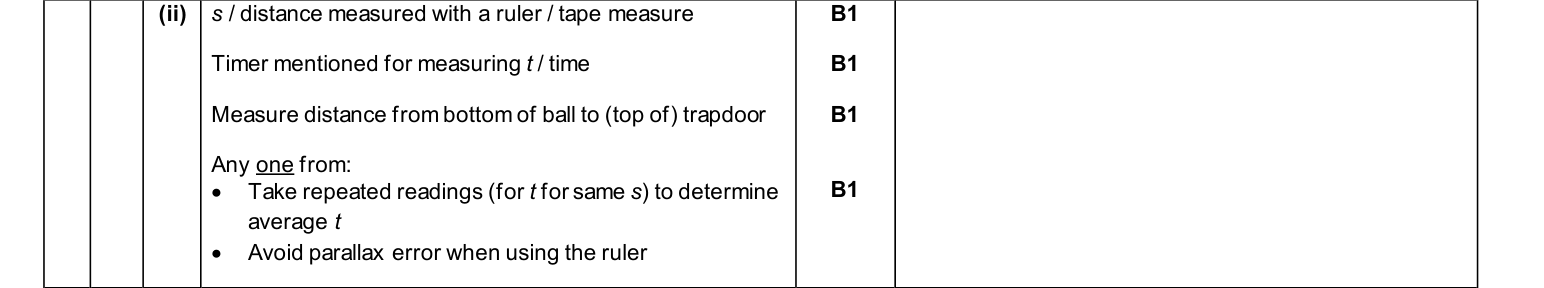 (ii) s / distance measured with a ruler / tape measure B1
Timer mentioned for measuring t / time B1
Measure distance from bottom of ball to (top of) trapdoor B1
Any one from:
• Take repeated readings (for t for same s) to determine B1
average t
• Avoid parallax error when using the ruler